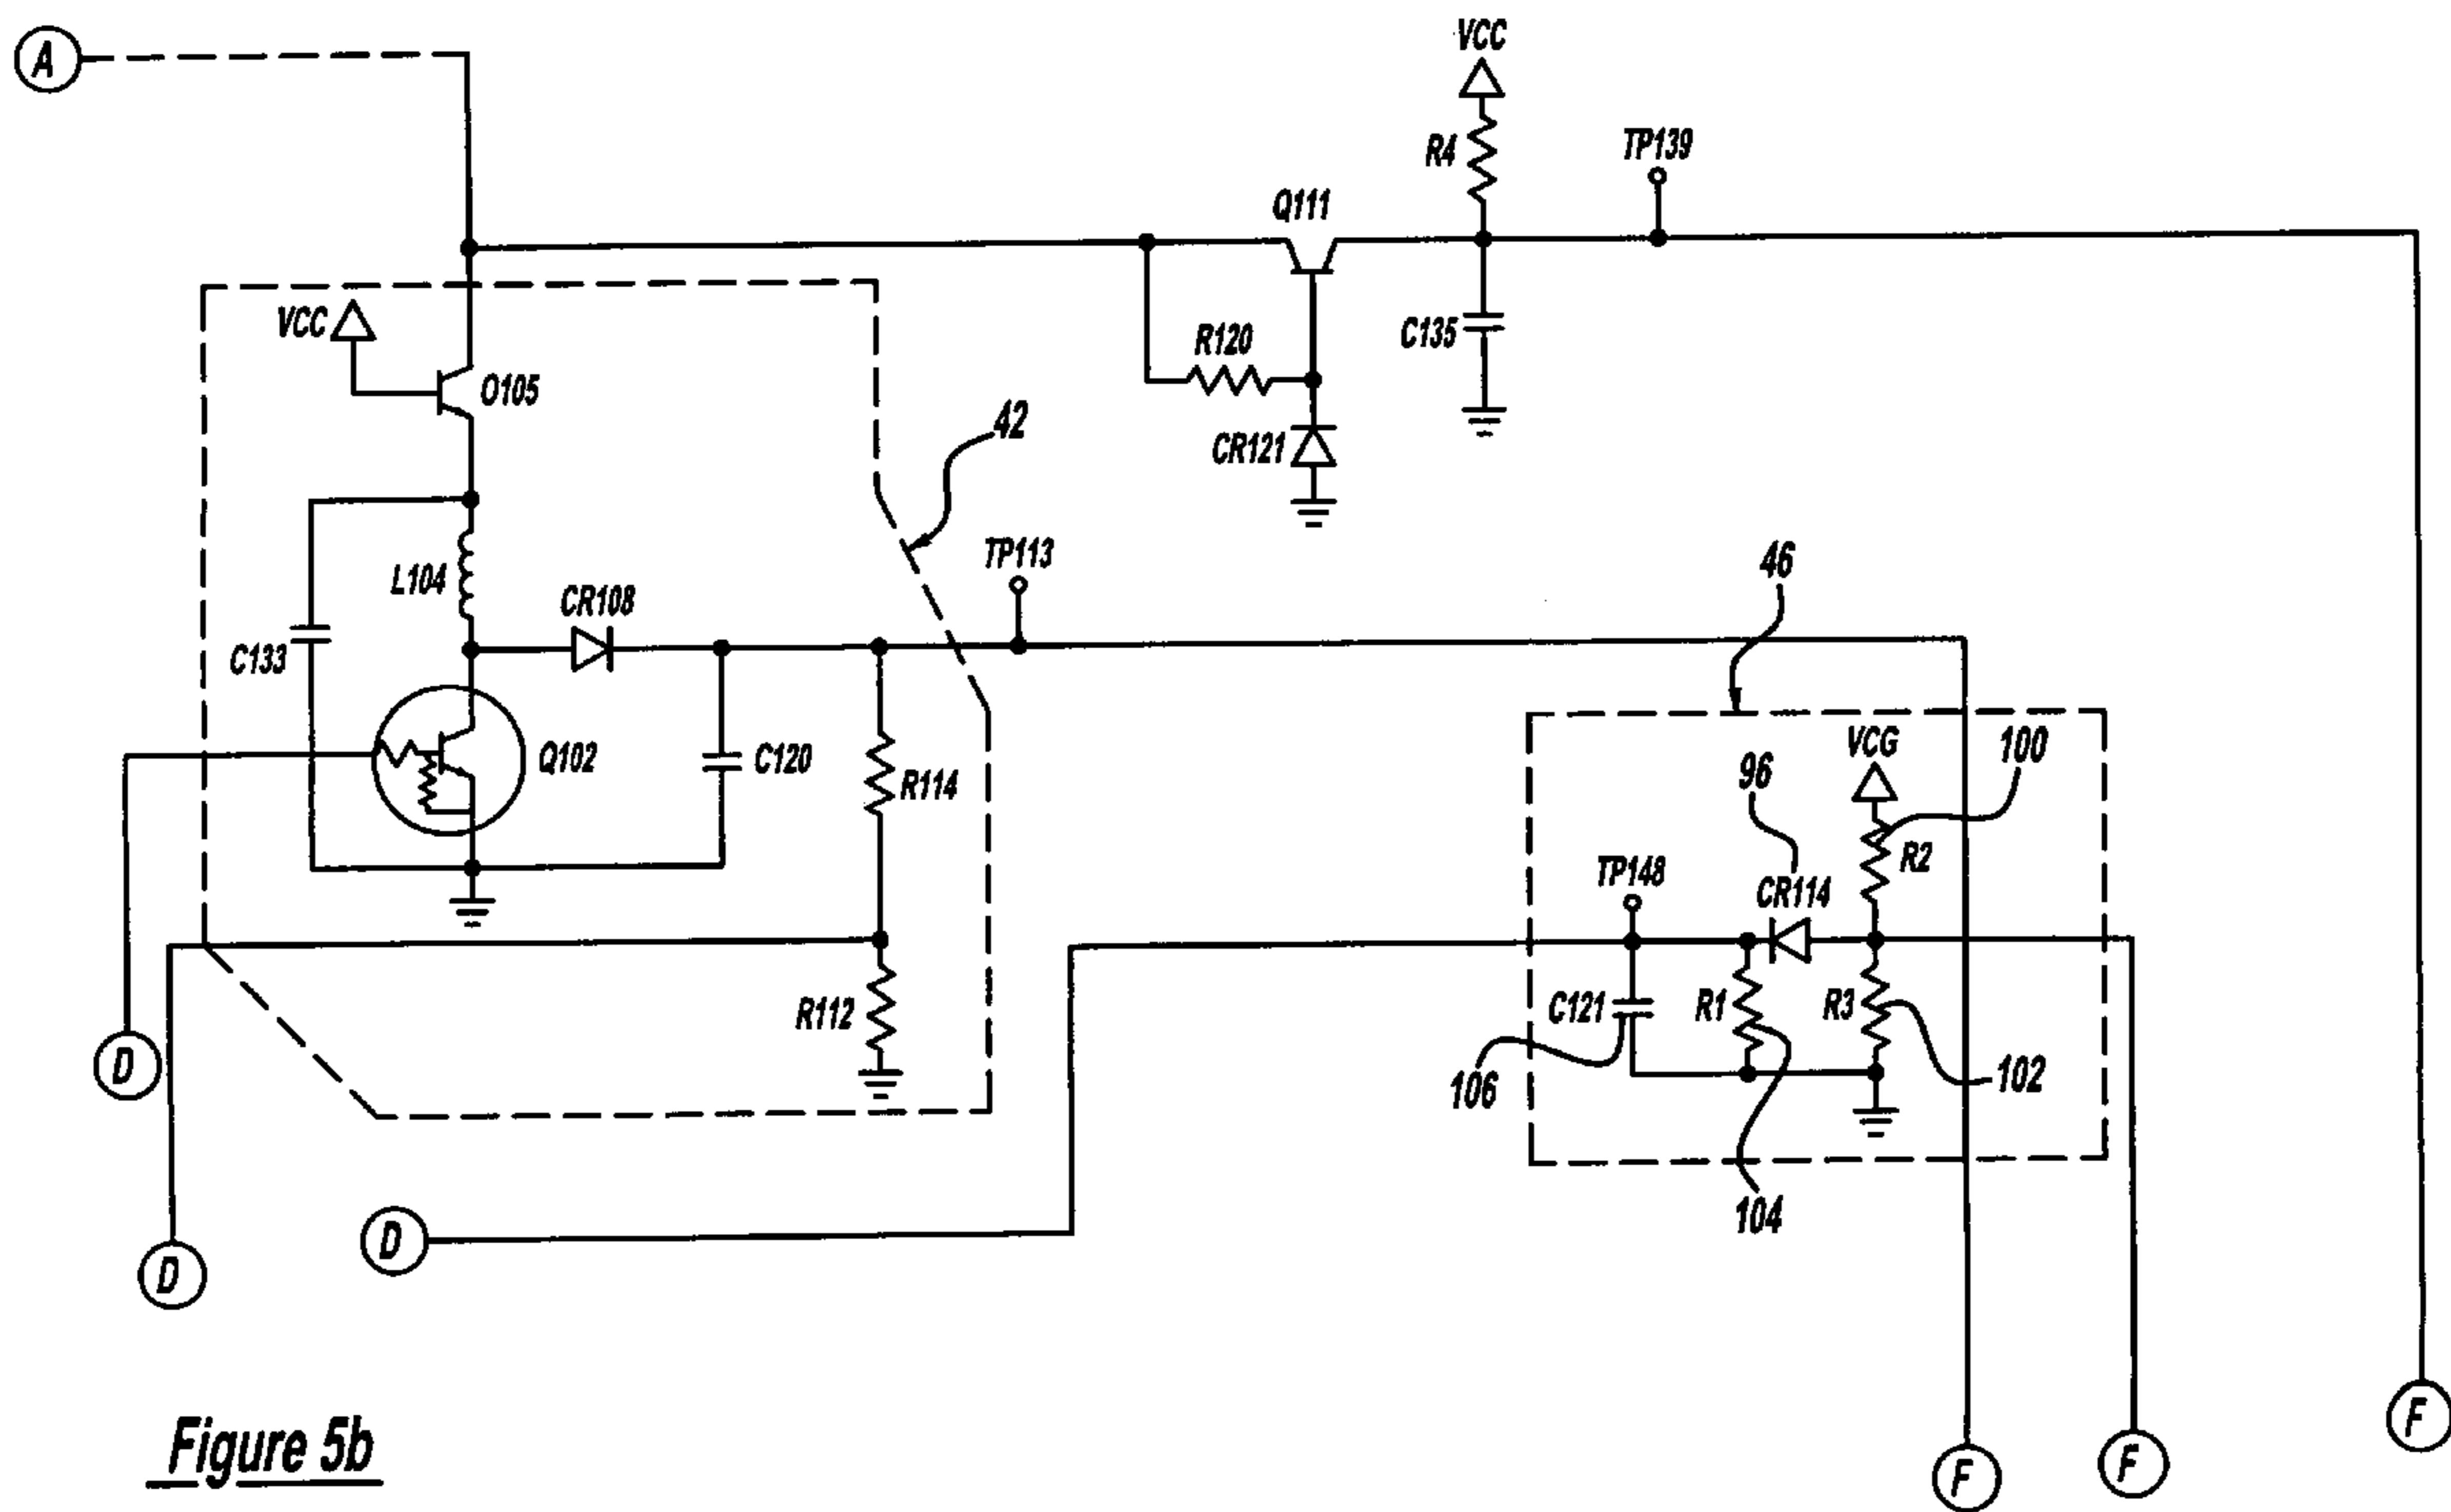 A
VCC
R4
TP139
Q111
VCC
O105
R120
C135
CR121
42
L104
CR108
TP113
C133
46
Q102
C120
R114
VCG
100
96
R2
TP148
CR114
R112
C121
R1
R3
106
102
D
104
D
D
F
F
F
Figure 5b